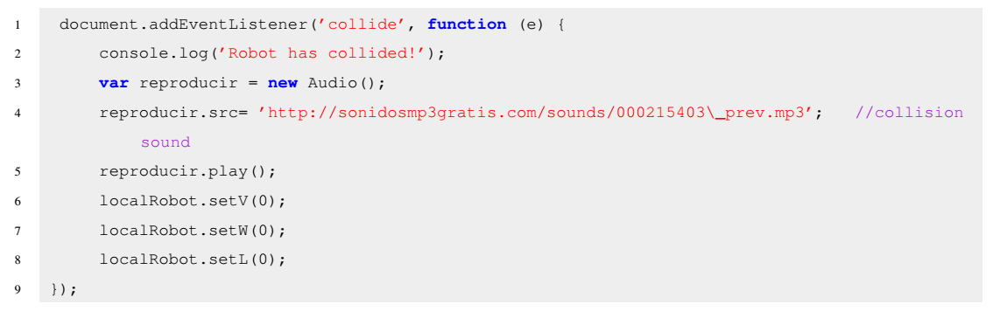 1 document.addEventListener('collide', function (e) {
2 console.log('Robot has collided!');
3 var reproducir = new Audio();
4 reproducir.src= 'http://sonidosmp3gratis.com/sounds/000215403\_prev.mp3'; //collision
sound
5 reproducir.play();
6 localRobot.setV(0);
7 localRobot.setW(0);
8 localRobot.setL(0);
9 });